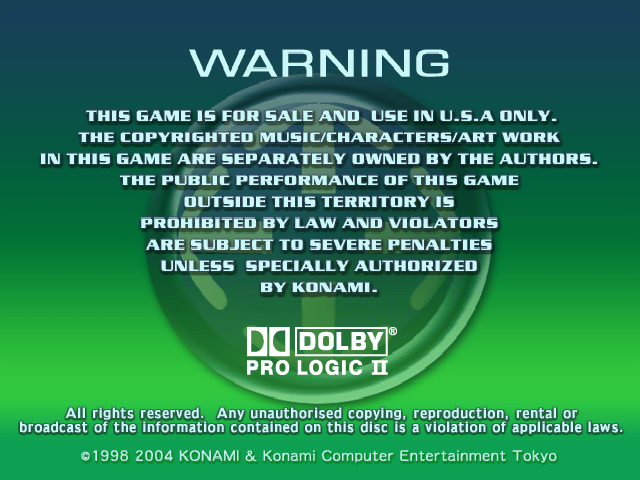 WARNING
THIS GAME IS FOR SALE AND  USE IN U.S.A ONLY.
THE COPYRIGHTED MUSIC/CHARACTERS/ART WORK
IN THIS GAME ARE SEPARATELY OWNED BY THE AUTHORS.
THE PUBLIC PERFORMANCE OF THIS GAME
OUTSIDE THIS TERRITORY IS
PROHIBITED BY LAW AND VIOLATORS
ARE SUBJECT TO SEVERE PENALTIES
UNLESS  SPECIALLY AUTHORIZED
BY KONAMI.
DOLBY®
PRO LOGIC II
All rights reserved.  Any unauthorised copying, reproduction, rental or
broadcast of the information contained on this disc is a violation of applicable laws.
©1998 2004 KONAMI & Konami Computer Entertainment Tokyo